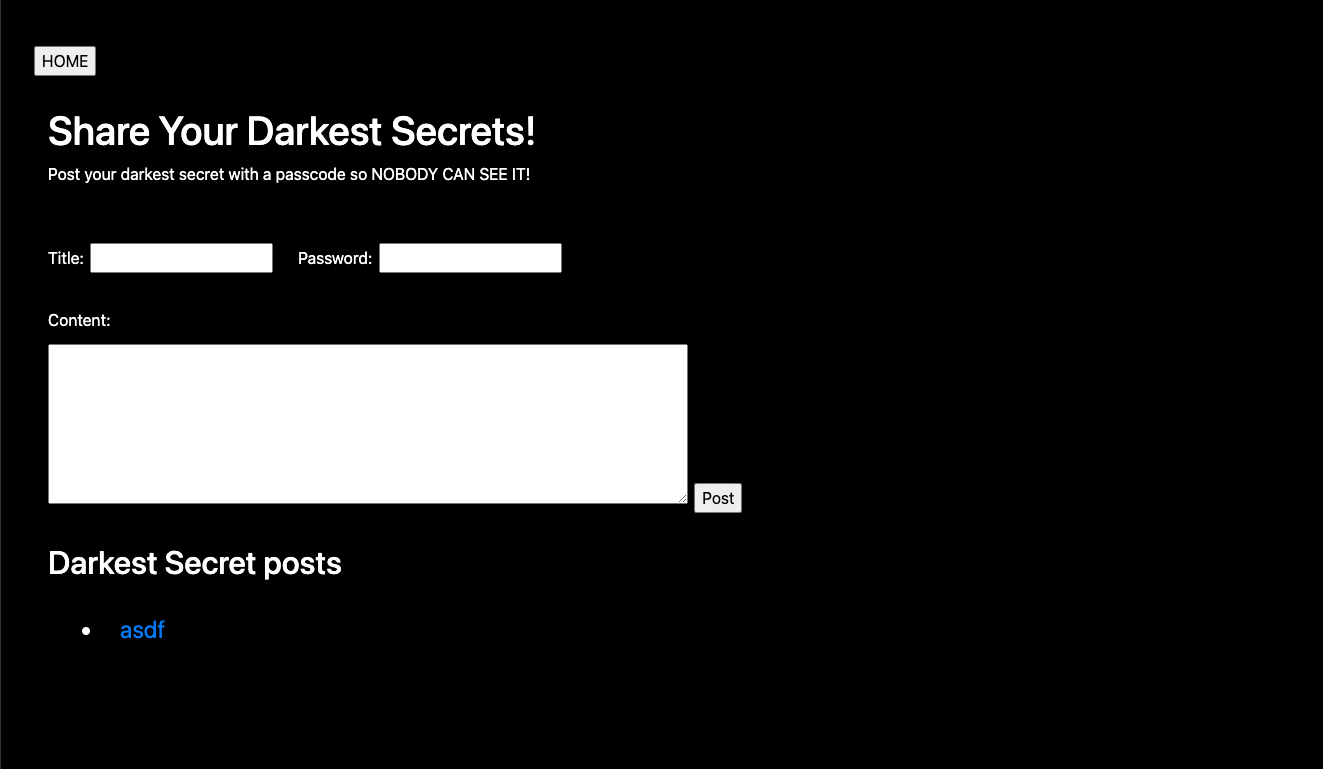 HOME
Share Your Darkest Secrets!
Post your darkest secret with a passcode so NOBODY CAN SEE IT!
Title: Password:
Content:
Post
Darkest Secret posts
asdf